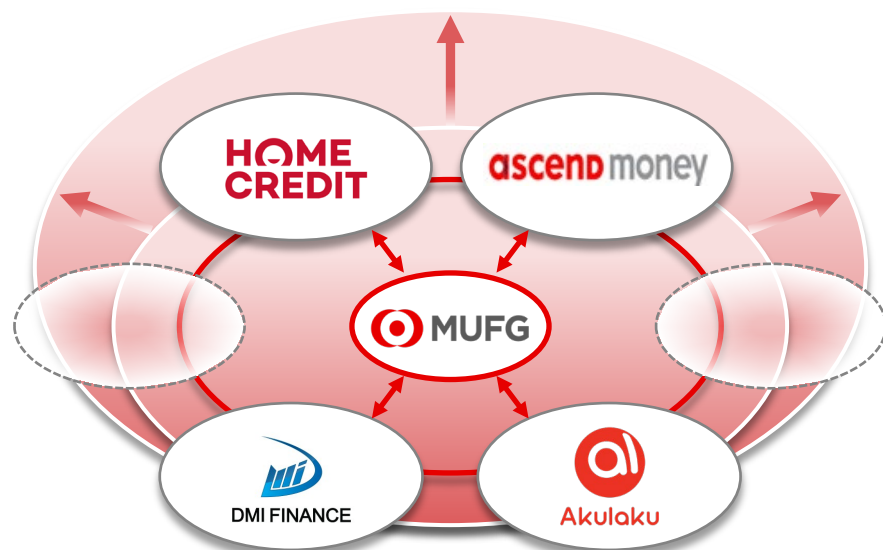 HOME
CREDIT
ascend money
MUFG
DMI FINANCE
Akulaku